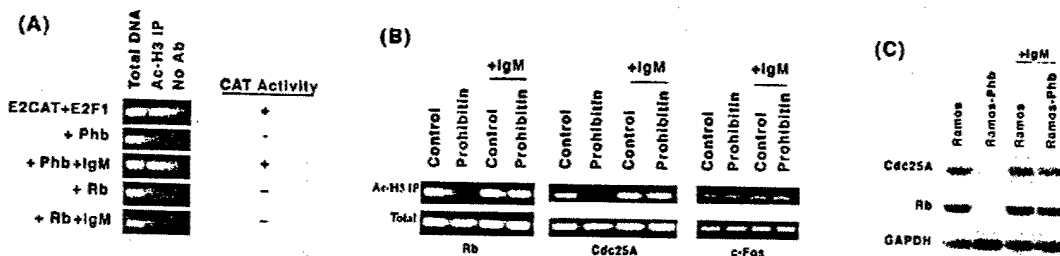 (A)
Total DNA
Ac-H3 IP
No Ab
CAT Activity
E2CAT+E2F1 +
+ Phb -
+ Phb+IgM +
+ Rb –
+ Rb+IgM –
(B)
+IgM
+IgM
+IgM
Control
Prohibitin
Control
Prohibitin
Control
Prohibitin
Control
Prohibitin
Control
Prohibitin
Control
Prohibitin
Ac-H3 IP
Total
Rb
Cdc25A
c-Fos
(C)
+IgM
Ramos
Ramos-Phb
Ramos
Ramos-Phb
Cdc25A
Rb
GAPDH